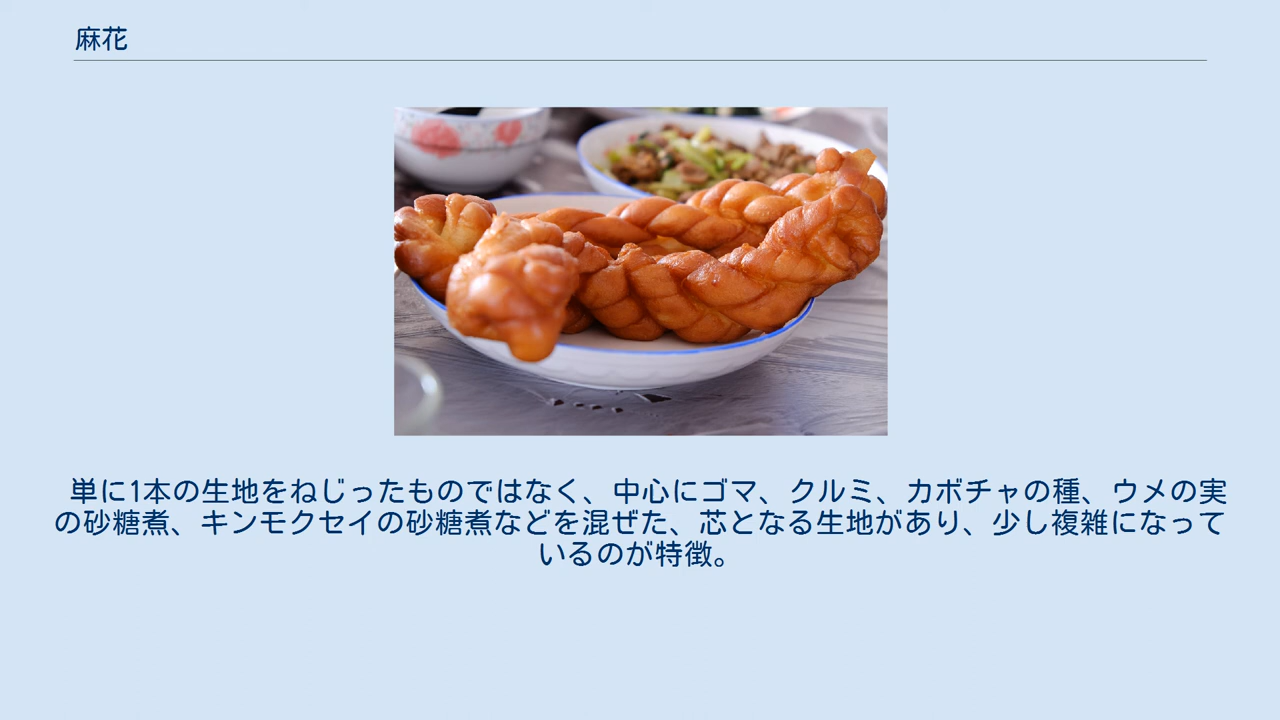 麻花
単に1本の生地をねじったものではなく、中心にゴマ、クルミ、カボチャの種、ウメの実
の砂糖煮、キンモクセイの砂糖煮などを混ぜた、芯となる生地があり、少し複雑になって
いるのが特徴。